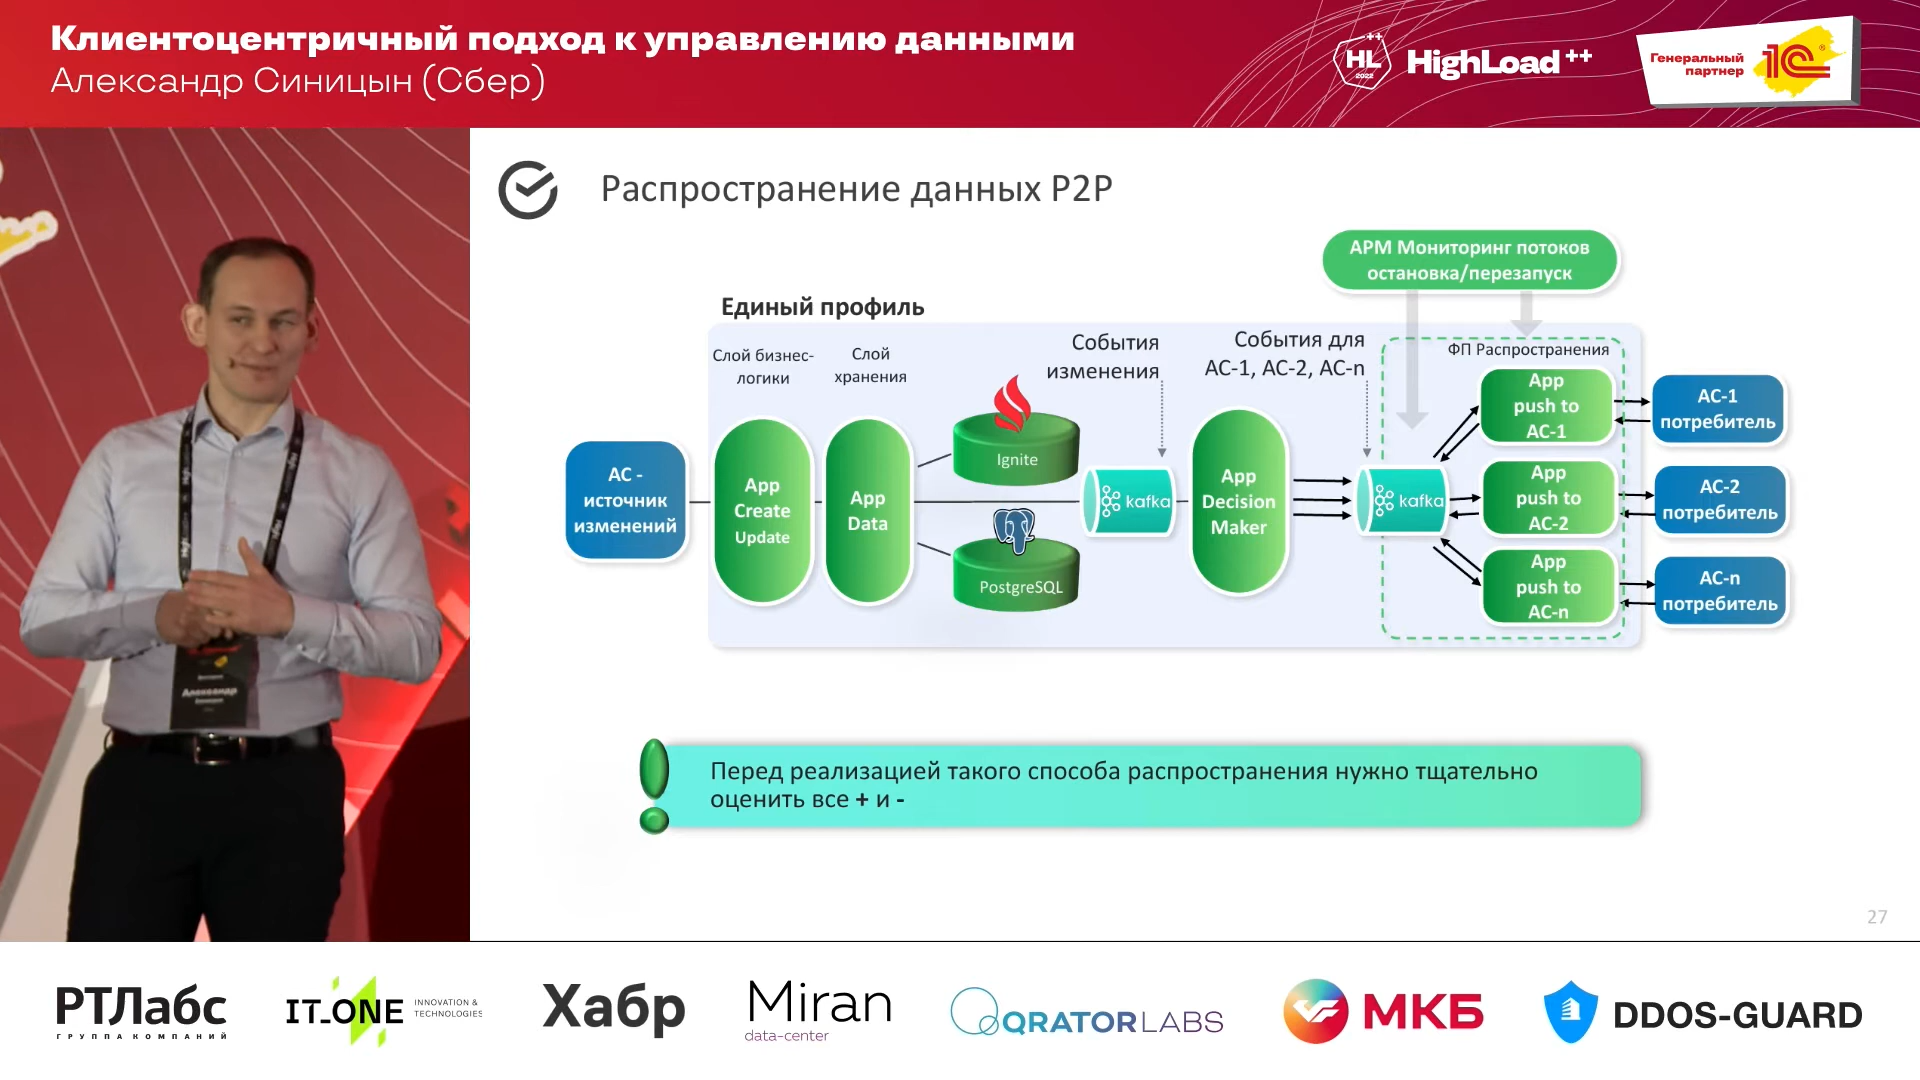 Клиентоцентричный подход к управлению данными
Александр Синицын (Сбер)
HL
++
2022
HighLoad ++
Генеральный
партнер
1С
Распространение данных P2P
АРМ Мониторинг потоков
остановка/перезапуск
Единый профиль
Слой бизнес-
логики
Слой
хранения
События
изменения
События для
АС-1, АС-2, АС-n
ФП Распространения
АС -
источник
изменений
App
Create
Update
App
Data
Ignite
PostgreSQL
kafka
App
Decision
Maker
kafka
App
push to
АС-1
App
push to
АС-2
App
push to
АС-n
АС-1
потребитель
АС-2
потребитель
АС-n
потребитель
Перед реализацией такого способа распространения нужно тщательно
оценить все + и -
27
Александр
РТЛабс
ГРУППА КОМПАНИЙ
IT_ONE
INNOVATION &
TECHNOLOGIES
Хабр
Miran
data-center
QRATOR LABS
МКБ
DDOS-GUARD